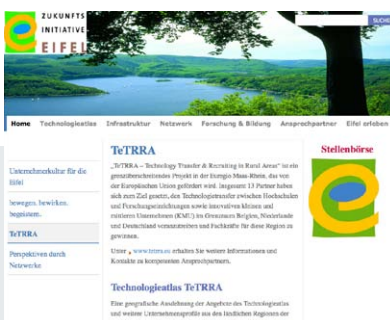 ZUKUNFTS
INITIATIVE
EIFEL
SUCHE
Home Technologieatlas Infrastruktur Netzwerk Forschung & Bildung Ansprechpartner Eifel erleben
Unternehmerkultur für die
Eifel
bewegen, bewirken,
begeistern.
TeTRRA
Perspektiven durch
Netzwerke
TeTRRA
„TeTRRA – Technology Transfer & Recruiting in Rural Areas" ist ein
grenzüberschreitendes Projekt in der Euregio Maas-Rhein, das von
der Europäischen Union gefördert wird. Insgesamt 13 Partner haben
sich zum Ziel gesetzt, den Technologietransfer zwischen Hochschulen
und Forschungseinrichtungen sowie innovativen kleinen und
mittleren Unternehmen (KMU) im Grenzraum Belgien, Niederlande
und Deutschland voranzutreiben und Fachkräfte für diese Region zu
gewinnen.
Unter www.tetrra.eu erhalten Sie weitere Informationen und
Kontakte zu kompetenten Ansprechpartnern.
Technologieatlas TeTRRA
Eine geografische Ausdehnung der Angebote des Technologieatlas
und weitere Unternehmensprofile aus den ländlichen Regionen der
Stellenbörse